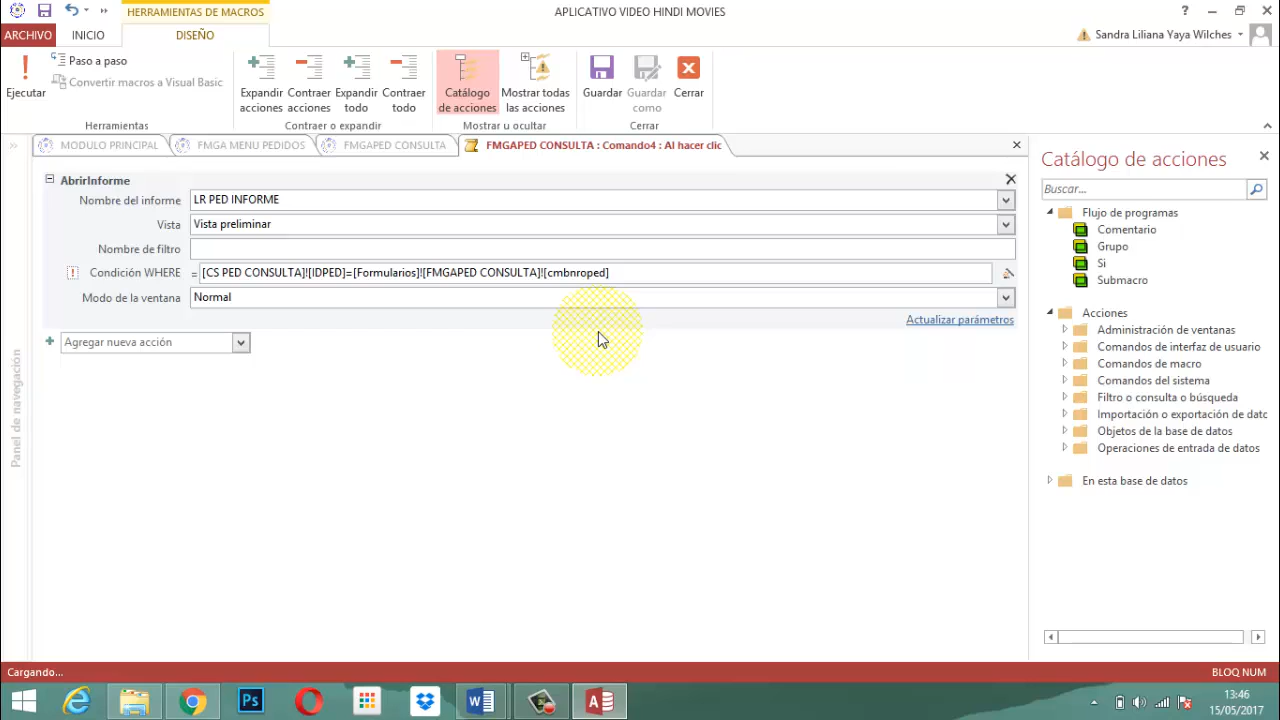 HERRAMIENTAS DE MACROS
APLICATIVO VIDEO HINDI MOVIES
ARCHIVO
INICIO
DISEÑO
Sandra Liliana Yaya Wilches
Ejecutar
Paso a paso
Convertir macros a Visual Basic
Expandir acciones
Contraer acciones
Expandir todo
Contraer todo
Catálogo de acciones
Mostrar todas las acciones
Guardar
Guardar como
Cerrar
Herramientas
Contraer o expandir
Mostrar u ocultar
Cerrar
MODULO PRINCIPAL
FMGA MENU PEDIDOS
FMGAPED CONSULTA
FMGAPED CONSULTA : Comando4 : Al hacer clic
AbrirInforme
Nombre del informe LR PED INFORME
Vista Vista preliminar
Nombre de filtro
Condición WHERE = [CS PED CONSULTA]![IDPED]=[Formularios]![FMGAPED CONSULTA]![cmbnroped]
Modo de la ventana Normal
Actualizar parámetros
Agregar nueva acción
Panel de navegación
Catálogo de acciones
Buscar...
Flujo de programas
Comentario
Grupo
Si
Submacro
Acciones
Administración de ventanas
Comandos de interfaz de usuario
Comandos de macro
Comandos del sistema
Filtro o consulta o búsqueda
Importación o exportación de datc
Objetos de la base de datos
Operaciones de entrada de datos
En esta base de datos
Cargando...
BLOQ NUM
13:46
15/05/2017